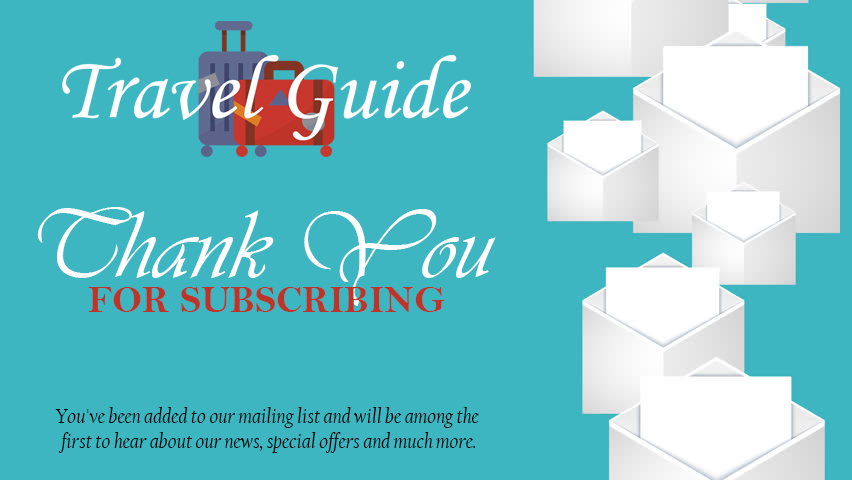 Travel Guide
Thank You
FOR SUBSCRIBING
You've been added to our mailing list and will be among the
first to hear about our news, special offers and much more.